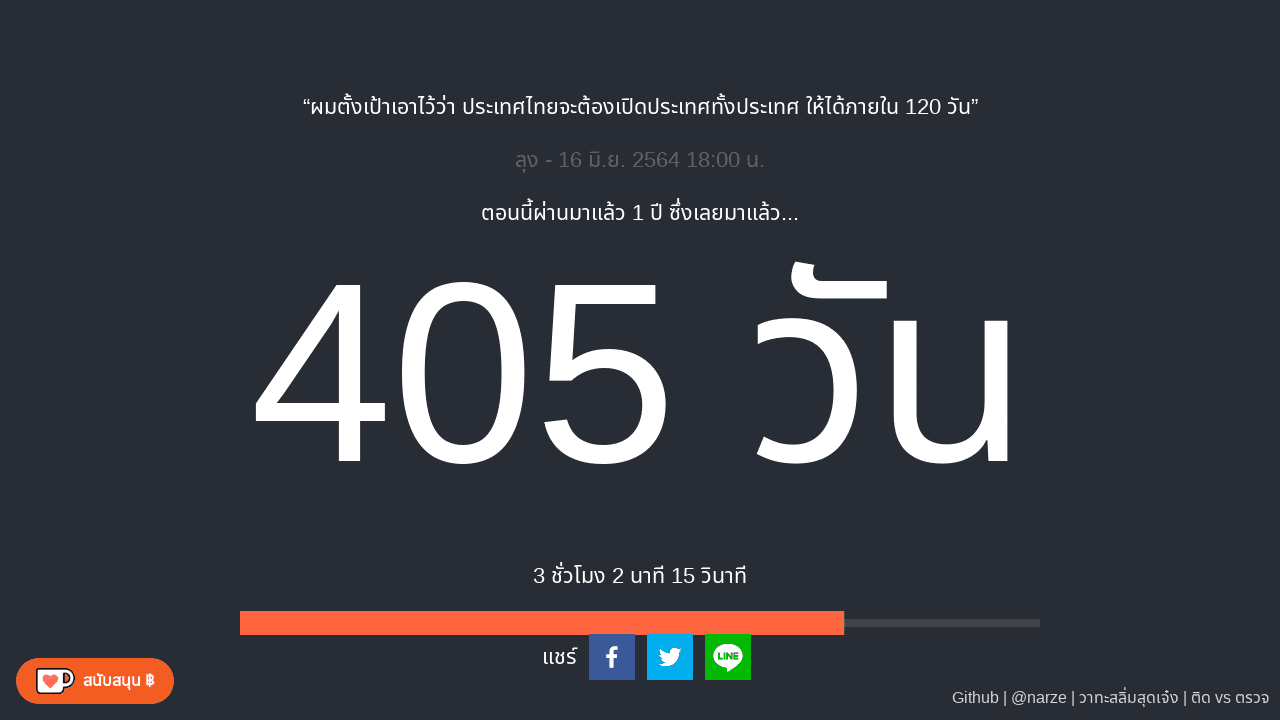 “ผมตั้งเป้าเอาไว้ว่า ประเทศไทยจะต้องเปิดประเทศทั้งประเทศ ให้ได้ภายใน 120 วัน”
ลุง - 16 มิ.ย. 2564 18:00 น.
ตอนนี้ผ่านมาแล้ว 1 ปี ซึ่งเลยมาแล้ว...
405 วัน
3 ชั่วโมง 2 นาที 15 วินาที
แชร์
LINE
สนับสนุน ฿
Github | @narze | วาทะสลิ่มสุดเจ๋ง | ติด vs ตรวจ